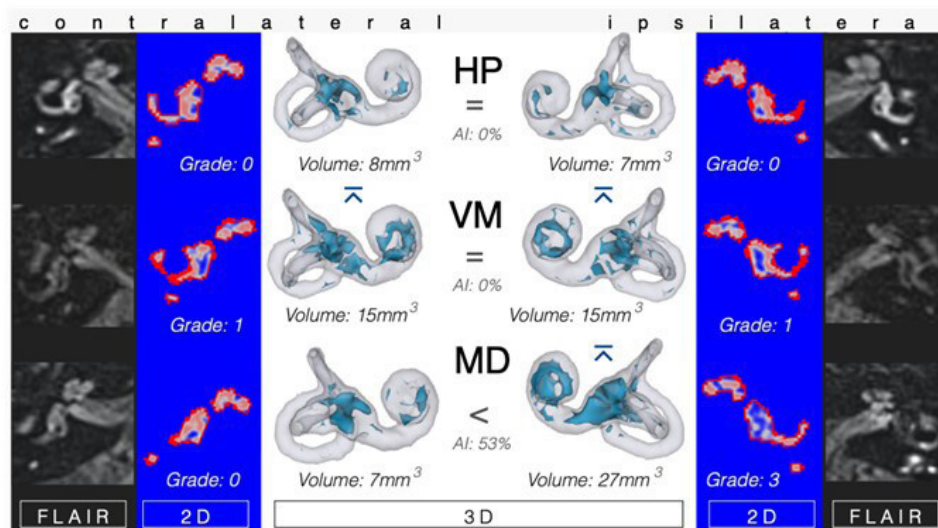 contralateral ipsilatera
HP
=
AI: 0%
Grade: 0
Volume: 8mm³
Volume: 7mm³
Grade: 0
VM
=
AI: 0%
Grade: 1
Volume: 15mm³
Volume: 15mm³
Grade: 1
MD
<
AI: 53%
Grade: 0
Volume: 7mm³
Volume: 27mm³
Grade: 3
FLAIR 2D 3D 2D FLAIR